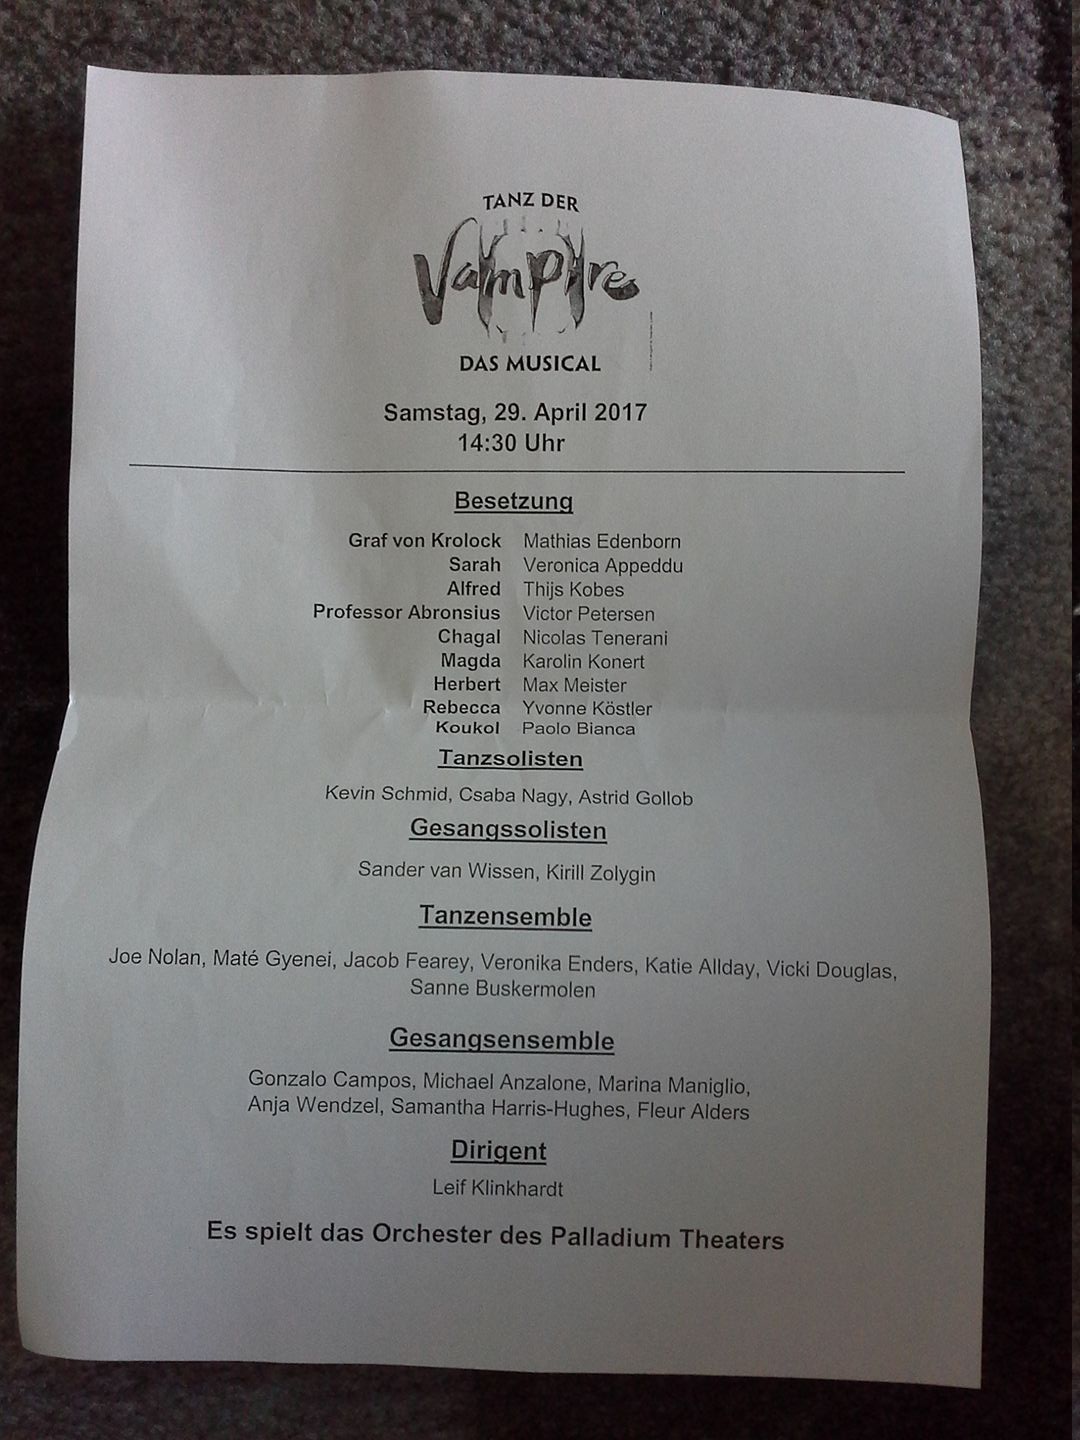 TANZ DER
Vampire
DAS MUSICAL
Samstag, 29. April 2017
14:30 Uhr
Besetzung
Graf von Krolock Mathias Edenborn
Sarah Veronica Appeddu
Alfred Thijs Kobes
Professor Abronsius Victor Petersen
Chagal Nicolas Tenerani
Magda Karolin Konert
Herbert Max Meister
Rebecca Yvonne Köstler
Koukol Paolo Bianca
Tanzsolisten
Kevin Schmid, Csaba Nagy, Astrid Gollob
Gesangssolisten
Sander van Wissen, Kirill Zolygin
Tanzensemble
Joe Nolan, Maté Gyenei, Jacob Fearey, Veronika Enders, Katie Allday, Vicki Douglas,
Sanne Buskermolen
Gesangsensemble
Gonzalo Campos, Michael Anzalone, Marina Maniglio,
Anja Wendzel, Samantha Harris-Hughes, Fleur Alders
Dirigent
Leif Klinkhardt
Es spielt das Orchester des Palladium Theaters